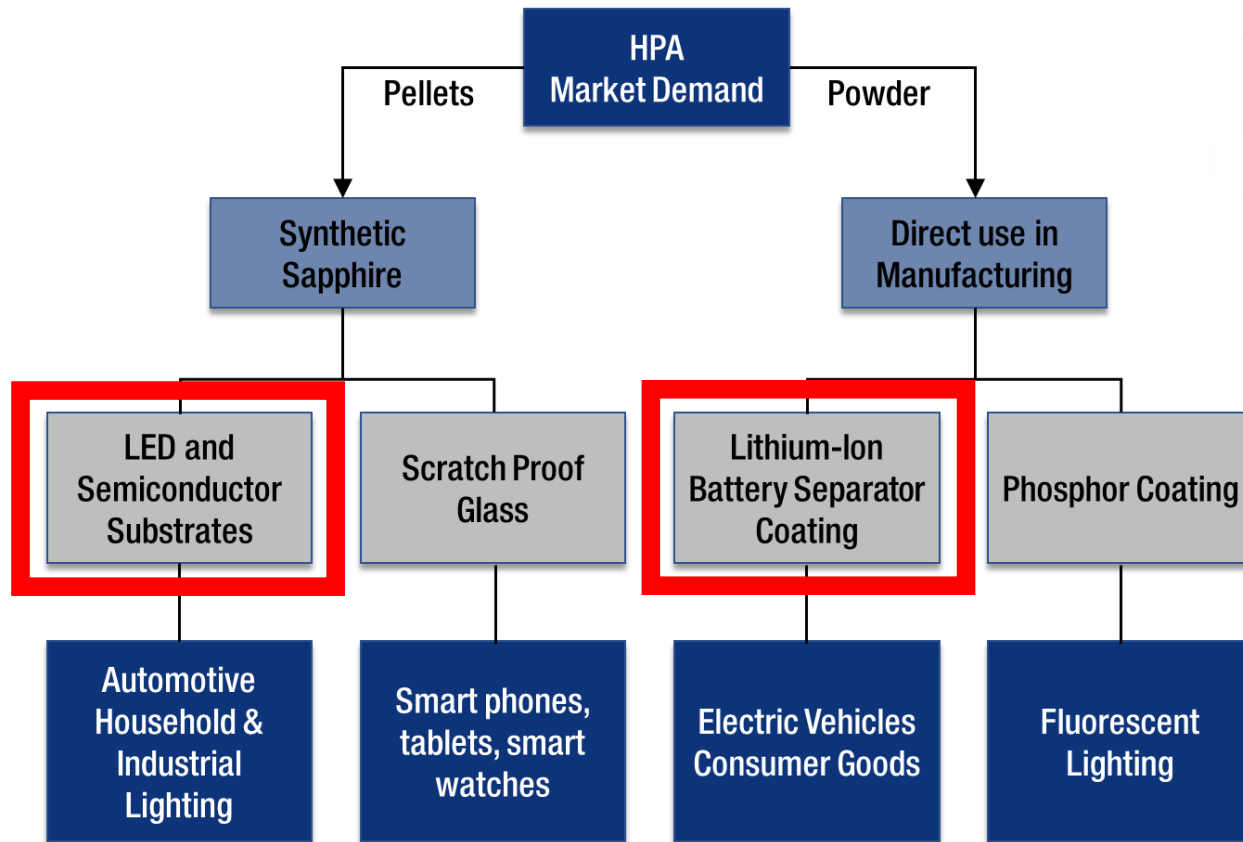 HPA
Market Demand
Pellets
Powder
Synthetic
Sapphire
Direct use in
Manufacturing
LED and
Semiconductor
Substrates
Scratch Proof
Glass
Lithium-Ion
Battery Separator
Coating
Phosphor Coating
Automotive
Household &
Industrial
Lighting
Smart phones,
tablets, smart
watches
Electric Vehicles
Consumer Goods
Fluorescent
Lighting